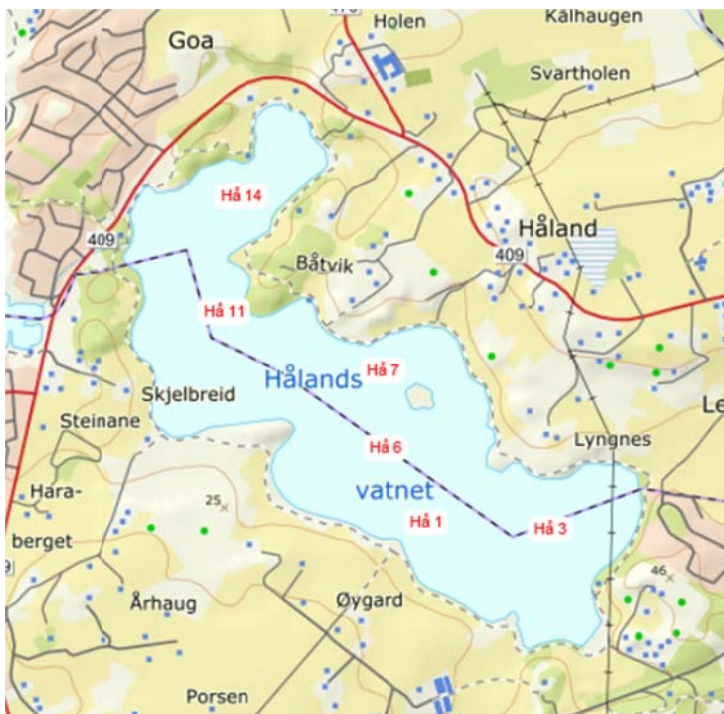 Holen
Kålhaugen
Goa
Svartholen
Hå 14
Håland
409
409
Båtvik
Hå 11
Hå 7
Hålands
Skjelbreid
Steinane
Lyngnes
Hå 6
vatnet
Hara-
berget
25
Hå 1
Hå 3
46
Århaug
Øygard
Porsen